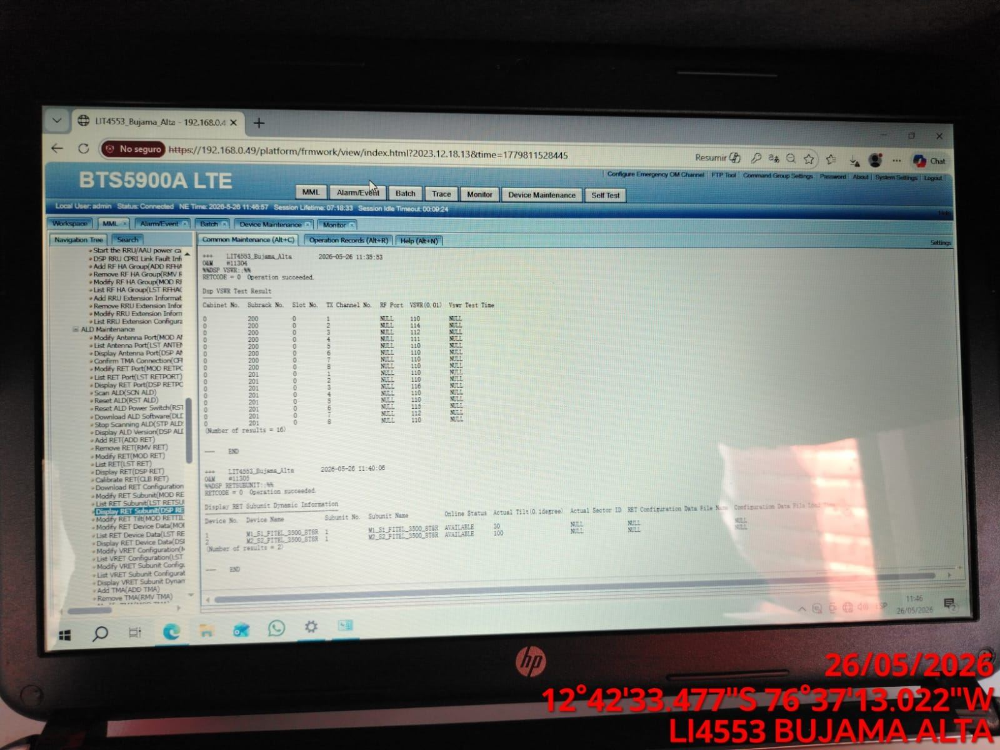 LIT4553_Bujama_Alta - 192.168.0.4
No seguro https://192.168.0.49/platform/frmwork/view/index.html?2023.12.18.13&time=1779811528445 Resumir Chat
BTS5900A LTE
Configure Emergency OM Channel FTP Tool Command Group Settings Password About System Settings Logout
MML Alarm/Event Batch Trace Monitor Device Maintenance Self Test
Local User: admin Status: Connected NE Time: 2026-5-26 11:46:57 Session Lifetime: 07:18:33 Session Idle Timeout: 00:09:24
Help
Workspace MML Alarm/Event Batch Device Maintenance Monitor
Navigation Tree Search
Common Maintenance (Alt+C) Operation Records (Alt+R) Help (Alt+N) Settings
Start the RRU/AAU power ca
DSP RRU CPRI Link Fault Inf
Add RF HA Group(ADD RFHA
Remove RF HA Group(RMV R
Modify RF HA Group(MOD RF
List RF HA Group(LST RFHAG
Add RRU Extension Informat
Remove RRU Extension Infor
Modify RRU Extension Inform
List RRU Extension Configura
ALD Maintenance
Modify Antenna Port(MOD AN
List Antenna Port(LST ANTEN
Display Antenna Port(DSP AN
Confirm TMA Connection(CFI
Modify RET Port(MOD RETPC
List RET Port(LST RETPORT)
Display RET Port(DSP RETPC
Scan ALD(SCN ALD)
Reset ALD(RST ALD)
Reset ALD Power Switch(RST
Download ALD Software(DLD
Stop Scanning ALD(STP ALD
Display ALD Version(DSP ALD
Add RET(ADD RET)
Remove RET(RMV RET)
Modify RET(MOD RET)
List RET(LST RET)
Display RET(DSP RET)
Calibrate RET(CLB RET)
Download RET Configuration
Modify RET Subunit(MOD RE
List RET Subunit(LST RETSU
Display RET Subunit(DSP RE
Modify RET Tilt(MOD RETTIL
Modify RET Device Data(MOI
List RET Device Data(LST RE
Display RET Device Data(DSI
Modify VRET Configuration(M
List VRET Configuration(LST
Modify VRET Subunit Configu
List VRET Subunit Configurat
Display VRET Subunit Dynam
Add TMA(ADD TMA)
Remove TMA(RMV TMA)
+++ LIT4553_Bujama_Alta 2026-05-26 11:35:53
O&M #11304
%%DSP VSWR:;%%
RETCODE = 0 Operation succeeded.
Dsp VSWR Test Result
Cabinet No. Subrack No. Slot No. TX Channel No. RF Port VSWR(0.01) Vswr Test Time
0 200 0 1 NULL 110 NULL
0 200 0 2 NULL 114 NULL
0 200 0 3 NULL 112 NULL
0 200 0 4 NULL 111 NULL
0 200 0 5 NULL 110 NULL
0 200 0 6 NULL 110 NULL
0 200 0 7 NULL 110 NULL
0 200 0 8 NULL 110 NULL
0 201 0 1 NULL 110 NULL
0 201 0 2 NULL 110 NULL
0 201 0 3 NULL 116 NULL
0 201 0 4 NULL 110 NULL
0 201 0 5 NULL 110 NULL
0 201 0 6 NULL 115 NULL
0 201 0 7 NULL 112 NULL
0 201 0 8 NULL 110 NULL
(Number of results = 16)
--- END
+++ LIT4553_Bujama_Alta 2026-05-26 11:40:06
O&M #11305
%%DSP RETSUBUNIT:;%%
RETCODE = 0 Operation succeeded.
Display RET Subunit Dynamic Information
Device No. Device Name Subunit No. Subunit Name Online Status Actual Tilt(0.1degree) Actual Sector ID RET Configuration Data File Name Configuration Data File Load Time
1 M1_S1_FITEL_3500_8T8R 1 M1_S1_FITEL_3500_8T8R AVAILABLE 30 NULL NULL NULL
2 M2_S2_FITEL_3500_8T8R 1 M2_S2_FITEL_3500_8T8R AVAILABLE 100 NULL NULL NULL
(Number of results = 2)
--- END
ESP
11:46
26/05/2026
2
hp
26/05/2026
12°42'33.477"S 76°37'13.022"W
LI4553 BUJAMA ALTA